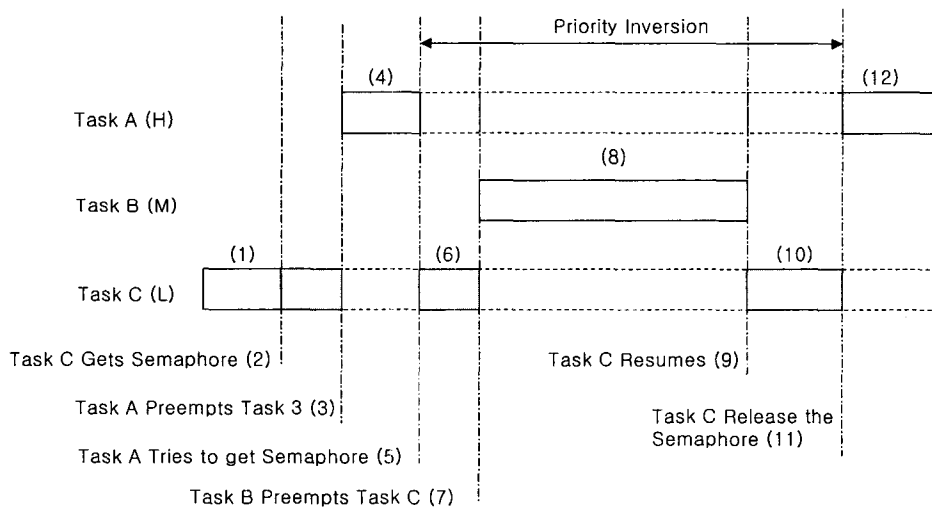 Priority Inversion
(4)
(12)
Task A (H)
(8)
Task B (M)
(1)
(6)
(10)
Task C (L)
Task C Gets Semaphore (2)
Task C Resumes (9)
Task A Preempts Task 3 (3)
Task C Release the
Semaphore (11)
Task A Tries to get Semaphore (5)
Task B Preempts Task C (7)